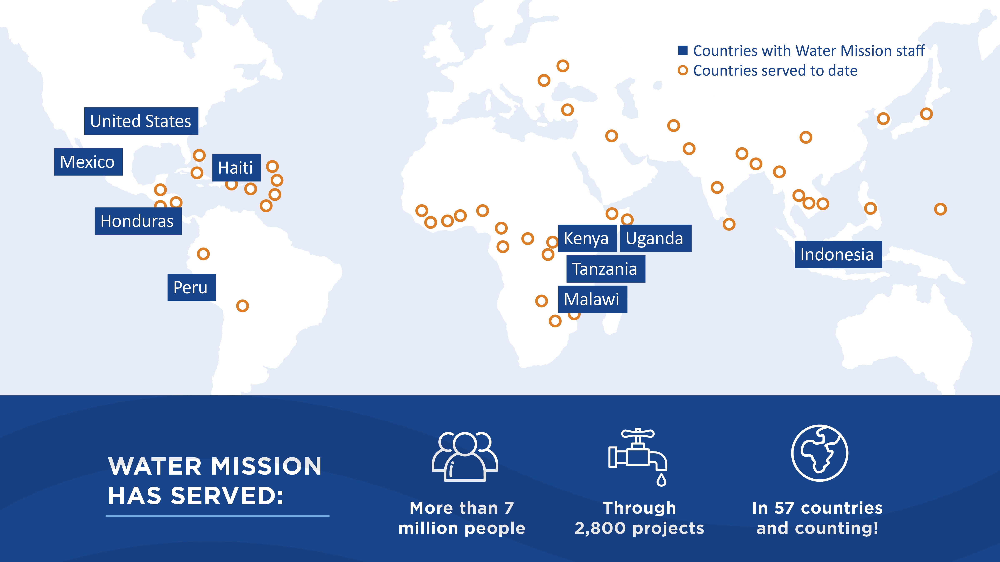 Countries with Water Mission staff
Countries served to date
United States
Mexico
Haiti
Honduras
Kenya
Uganda
Indonesia
Tanzania
Peru
Malawi
WATER MISSION
HAS SERVED:
More than 7
million people
Through
2,800 projects
In 57 countries
and counting!